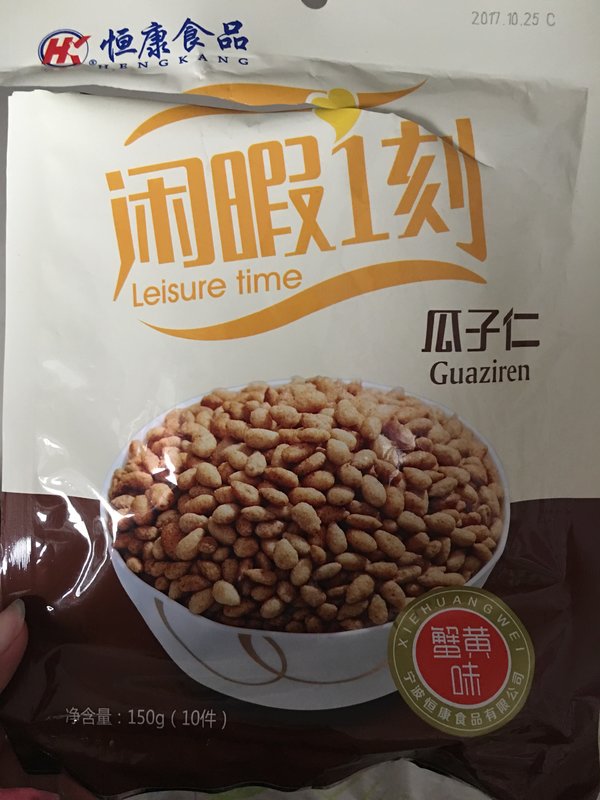 2017.10.25 C
HK® 恒康食品
HENGKANG
闲暇1刻
Leisure time
瓜子仁
Guaziren
XIEHUANGWEI
蟹黄
味
宁波恒康食品有限公司
净含量：150g（10件）